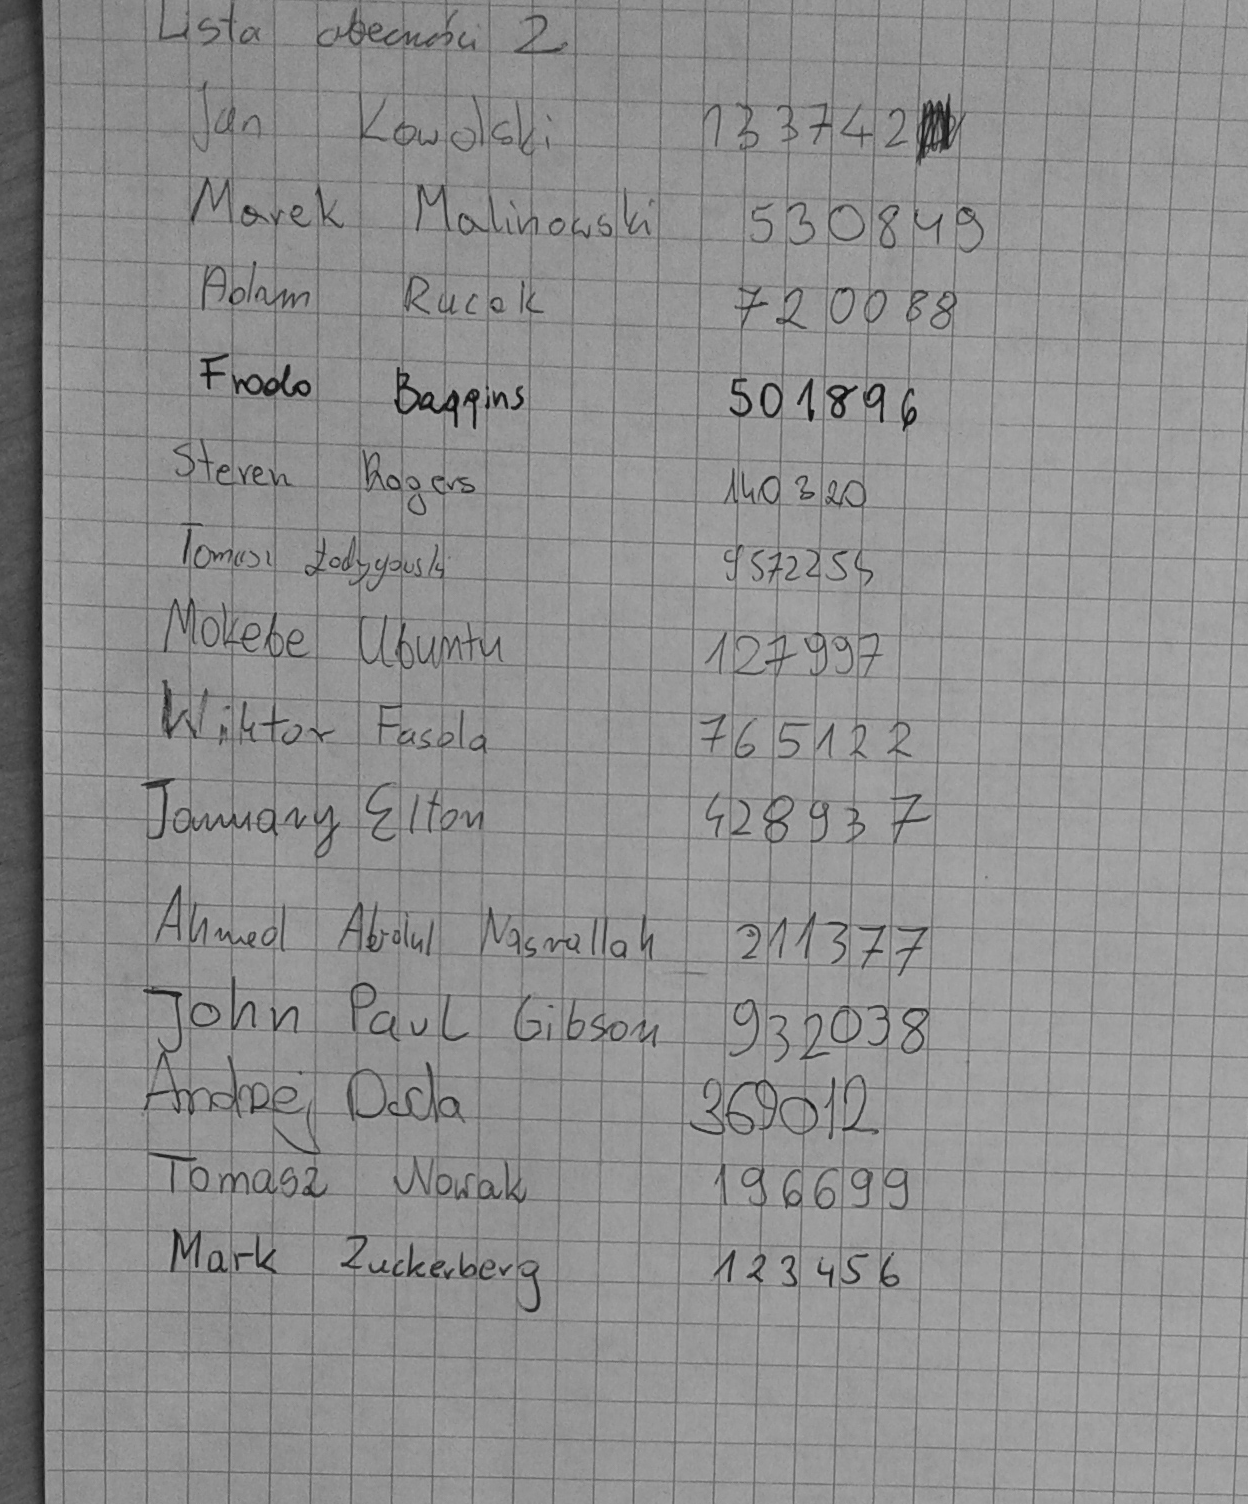 Lista obecności 2
Jan Kowalski 133742
Marek Malinowski 530849
Adam Rucok 720088
Frodo Baggins 501896
Steven Rogers 140320
Tomasz 9572254
Mokebe Ubuntu 127997
Wiktor Fasola 765122
January Elton 428937
Ahmed Abdul Nasrallah 211377
John Paul Gibson 932038
Andrzej Duda 369012
Tomasz Nowak 196699
Mark Zuckerberg 123456